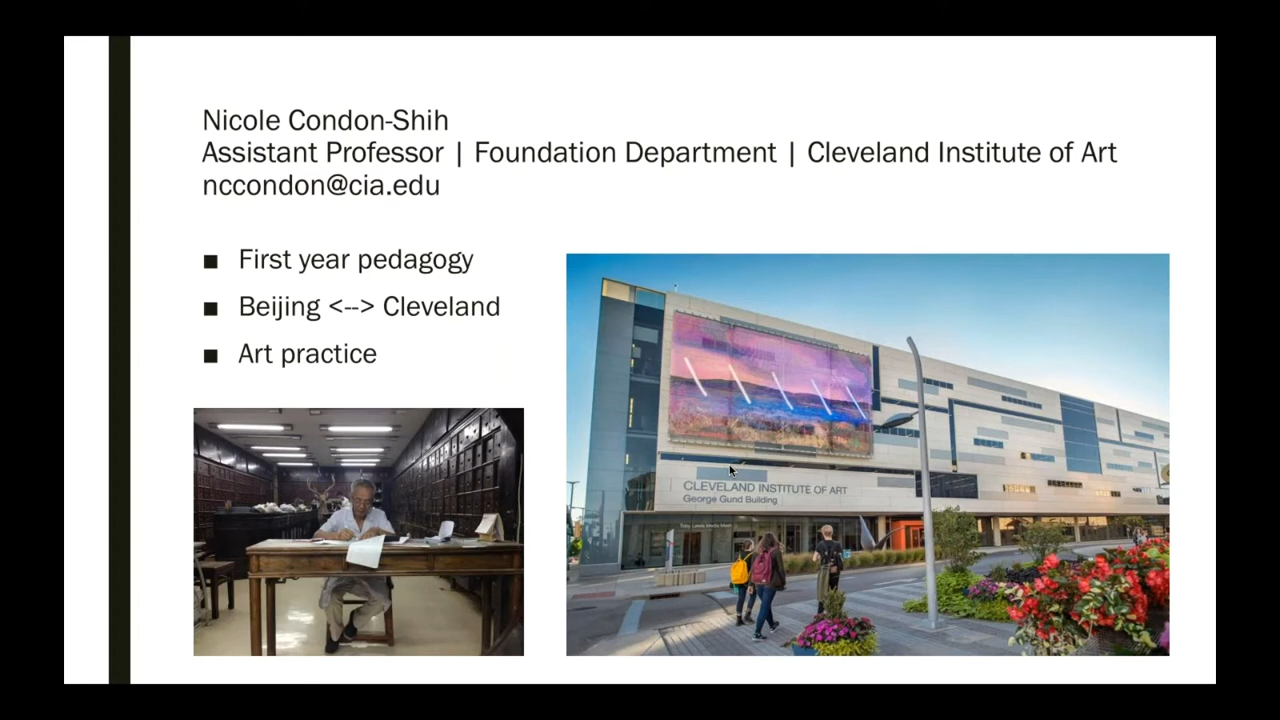 Nicole Condon-Shih
Assistant Professor | Foundation Department | Cleveland Institute of Art
nccondon@cia.edu
■ First year pedagogy
■ Beijing <--> Cleveland
■ Art practice
CLEVELAND INSTITUTE OF ART
George Gund Building